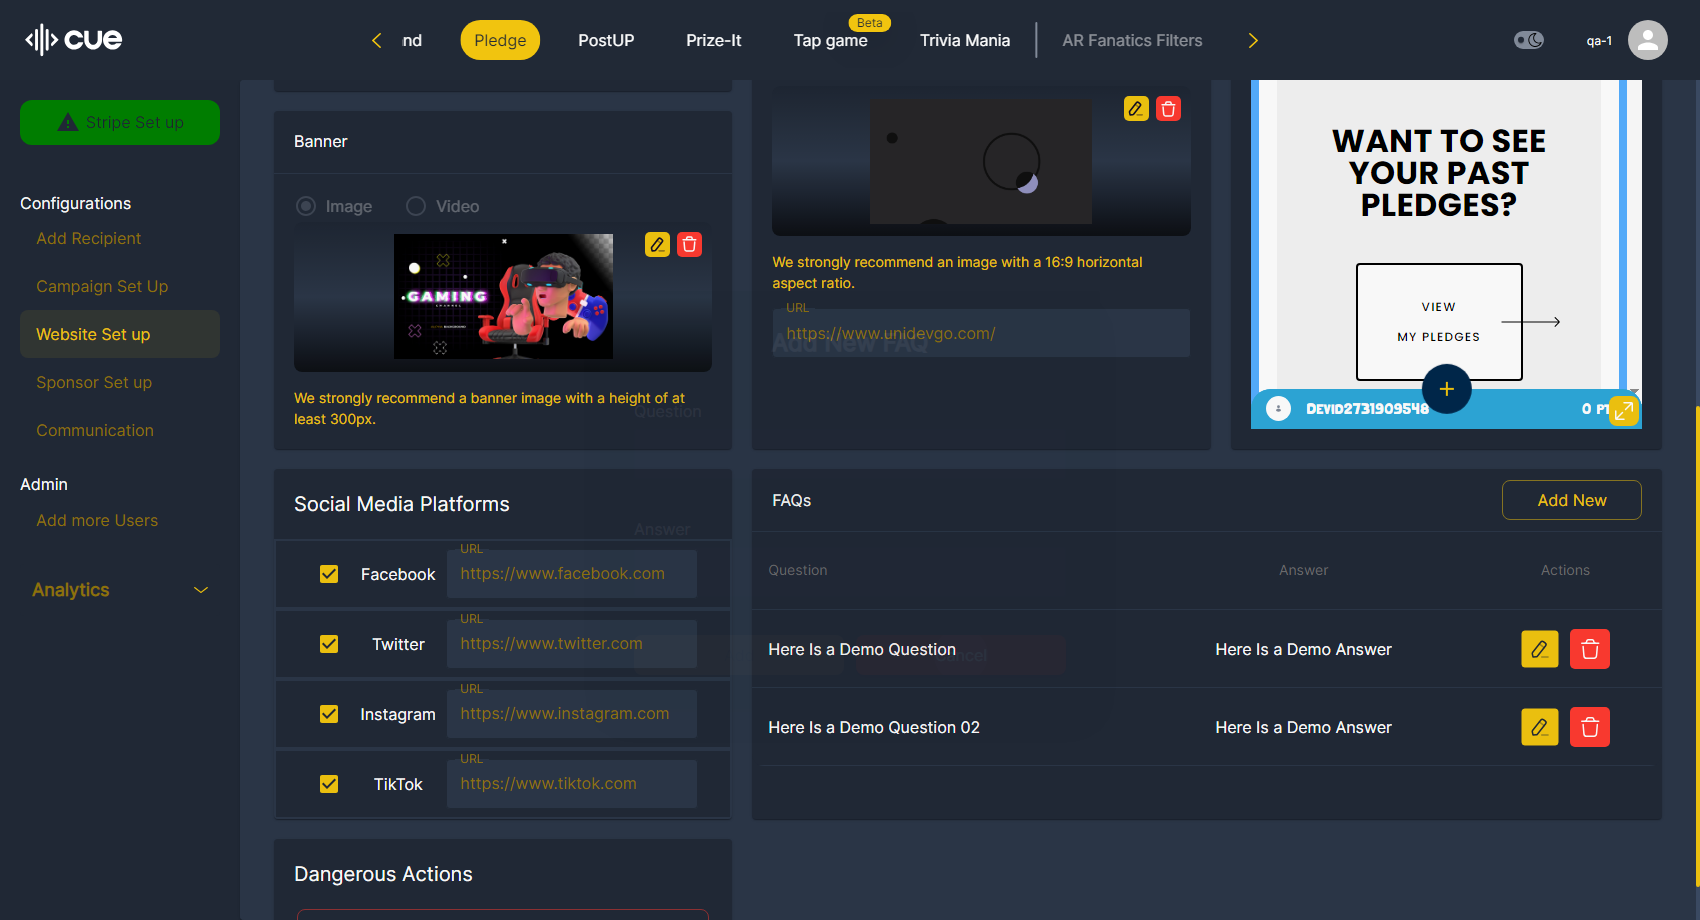 cue
nd
Pledge
PostUP
Prize-It
Tap game
Beta
Trivia Mania
AR Fanatics Filters
qa-1
Stripe Set up
Configurations
Add Recipient
Campaign Set Up
Website Set up
Sponsor Set up
Communication
Admin
Add more Users
Analytics
Banner
Image
Video
GAMING
CHANNEL
We strongly recommend a banner image with a height of at
least 300px.
We strongly recommend an image with a 16:9 horizontal
aspect ratio.
URL
https://www.unidevgo.com/
Add New FAQ
Question
Answer
Cancel
WANT TO SEE
YOUR PAST
PLEDGES?
VIEW
MY PLEDGES
DEVID2731909548
0 PT
Social Media Platforms
Facebook
URL
https://www.facebook.com
Twitter
URL
https://www.twitter.com
Instagram
URL
https://www.instagram.com
TikTok
URL
https://www.tiktok.com
FAQs
Add New
Question
Answer
Actions
Here Is a Demo Question
Here Is a Demo Answer
Here Is a Demo Question 02
Here Is a Demo Answer
Dangerous Actions